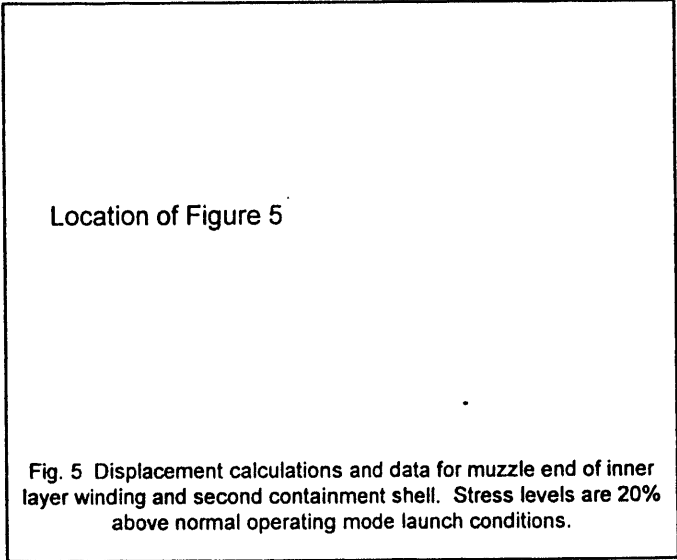 Location of Figure 5
Fig. 5 Displacement calculations and data for muzzle end of inner
layer winding and second containment shell. Stress levels are 20%
above normal operating mode launch conditions.